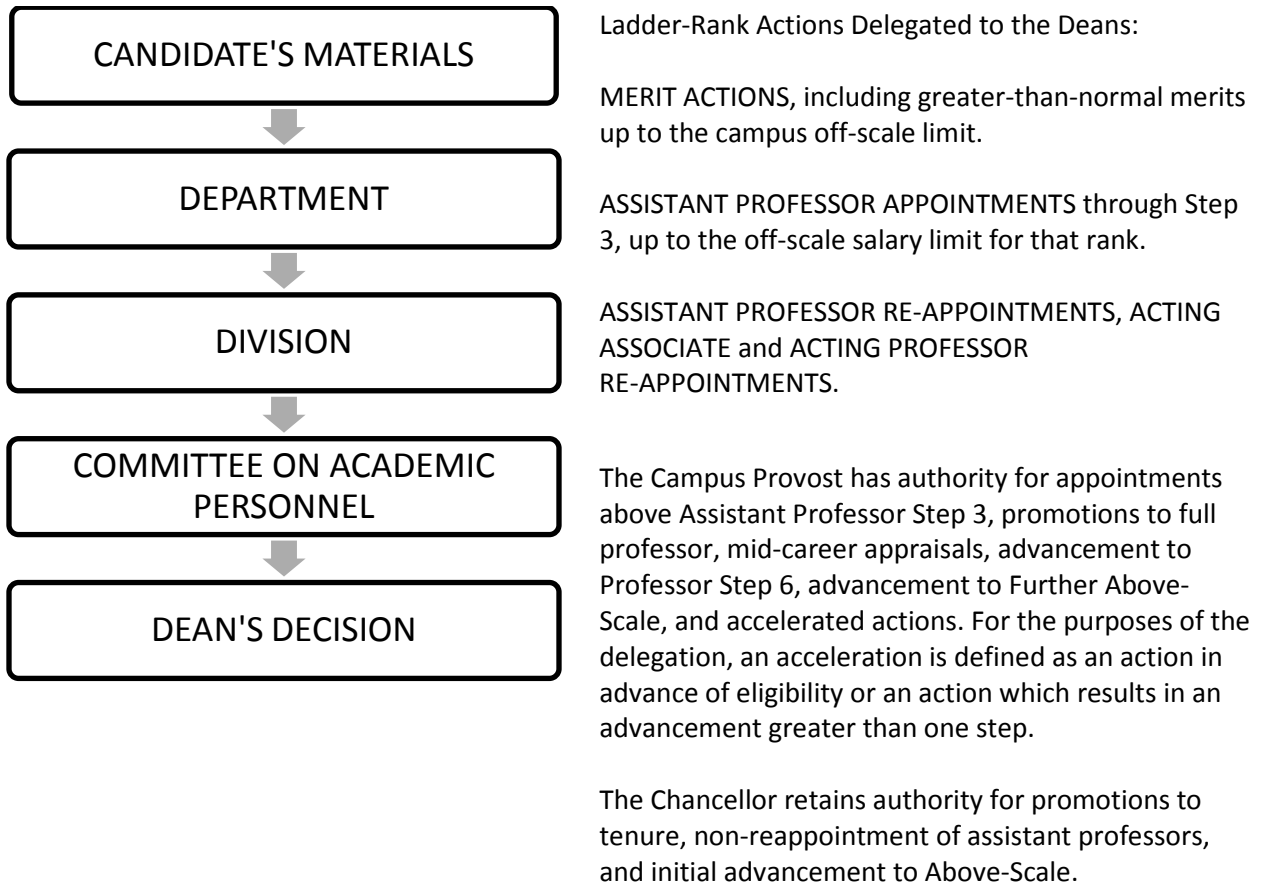 CANDIDATE'S MATERIALS
DEPARTMENT
DIVISION
COMMITTEE ON ACADEMIC
PERSONNEL
DEAN'S DECISION
Ladder-Rank Actions Delegated to the Deans:
MERIT ACTIONS, including greater-than-normal merits
up to the campus off-scale limit.
ASSISTANT PROFESSOR APPOINTMENTS through Step
3, up to the off-scale salary limit for that rank.
ASSISTANT PROFESSOR RE-APPOINTMENTS, ACTING
ASSOCIATE and ACTING PROFESSOR
RE-APPOINTMENTS.
The Campus Provost has authority for appointments
above Assistant Professor Step 3, promotions to full
professor, mid-career appraisals, advancement to
Professor Step 6, advancement to Further Above-
Scale, and accelerated actions. For the purposes of the
delegation, an acceleration is defined as an action in
advance of eligibility or an action which results in an
advancement greater than one step.
The Chancellor retains authority for promotions to
tenure, non-reappointment of assistant professors,
and initial advancement to Above-Scale.